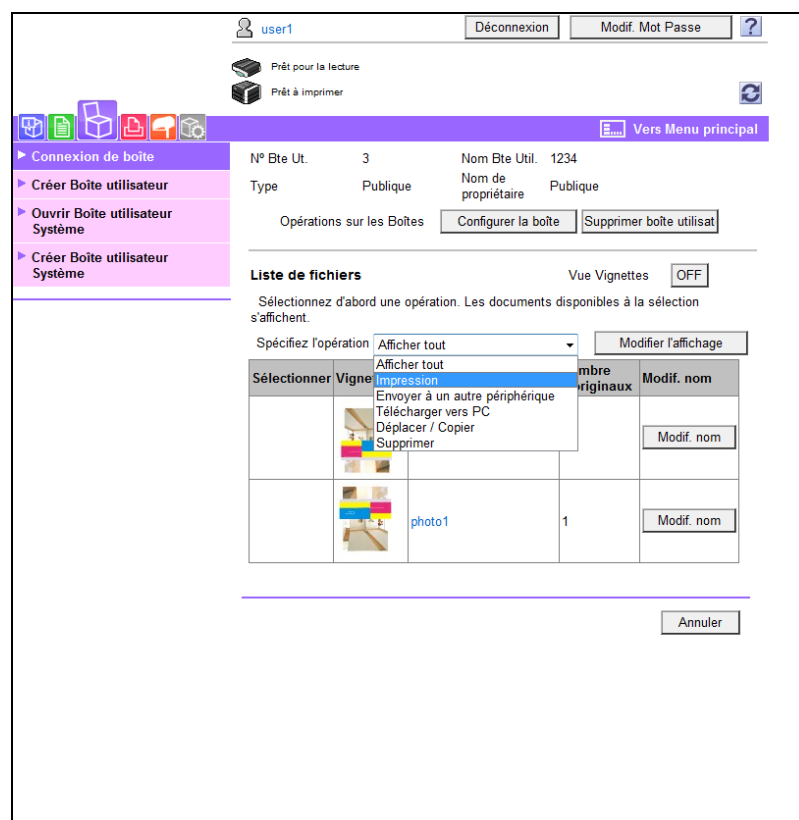 user1
Déconnexion
Modif. Mot Passe
?
Prêt pour la lecture
Prêt à imprimer
Vers Menu principal
Connexion de boîte
Créer Boîte utilisateur
Ouvrir Boîte utilisateur
Système
Créer Boîte utilisateur
Système
Nº Bte Ut. 3 Nom Bte Util. 1234
Type Publique Nom de
propriétaire Publique
Opérations sur les Boîtes Configurer la boîte Supprimer boîte utilisat
Liste de fichiers Vue Vignettes OFF
Sélectionnez d'abord une opération. Les documents disponibles à la sélection
s'affichent.
Spécifiez l'opération Afficher tout Modifier l'affichage
Afficher tout
Impression
Envoyer à un autre périphérique
Télécharger vers PC
Déplacer / Copier
Supprimer
Sélectionner Modif. nom
Modif. nom
photo1 1 Modif. nom
Annuler